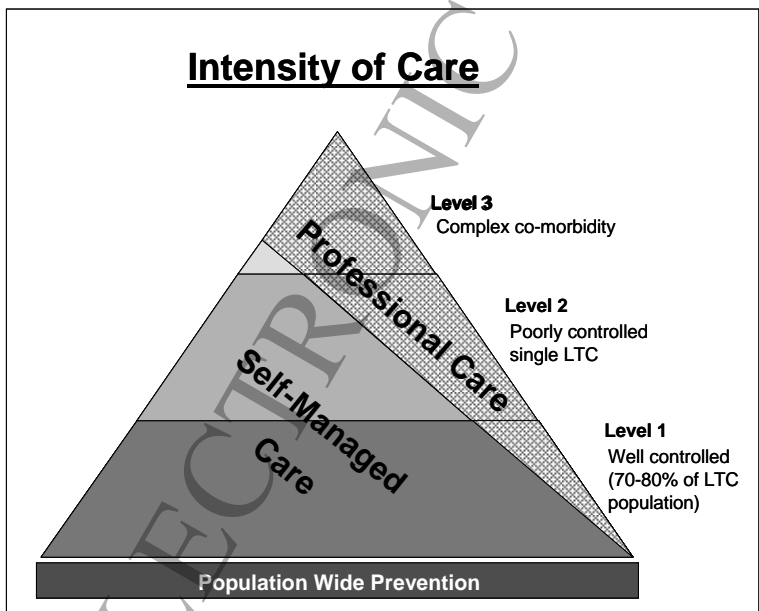 Intensity of Care
Level 3
Complex co-morbidity
Professional Care
Level 2
Poorly controlled
single LTC
Self-Managed
Care
Level 1
Well controlled
(70-80% of LTC
population)
Population Wide Prevention
ECTRONIC